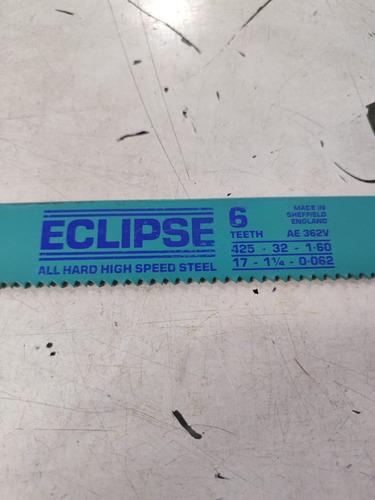 ECLIPSE
ALL HARD HIGH SPEED STEEL
6
TEETH
MADE IN
SHEFFIELD
ENGLAND
AE 362V
425 - 32 - 1·60
17 - 1¼ - 0·062